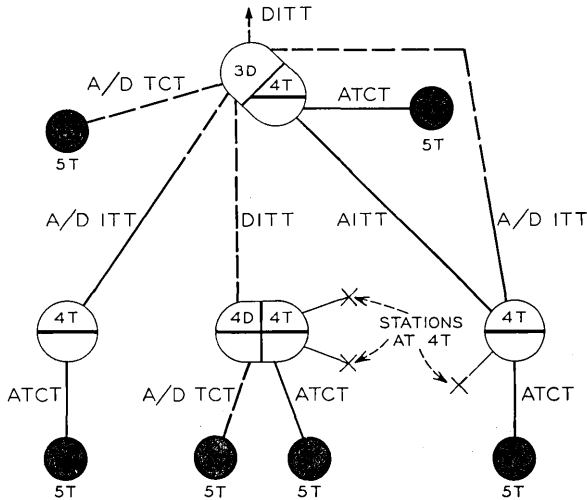 DITT
3D
4T
A/D TCT
ATCT
5T
5T
A/D ITT
DITT
AITT
A/D ITT
4T
4D
4T
STATIONS
AT 4T
4T
ATCT
A/D TCT
ATCT
ATCT
5T
5T
5T
5T